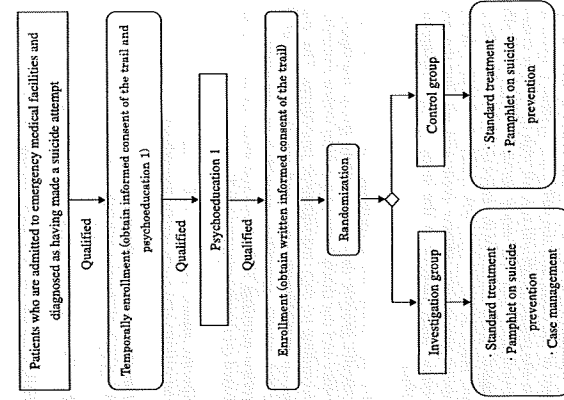 Patients who are admitted to emergency medical facilities and
diagnosed as having made a suicide attempt
Qualified
Temporally enrollment (obtain informed consent of the trail and
psychoeducation 1)
Qualified
Psychoeducation 1
Qualified
Enrollment (obtain written informed consent of the trail)
Randomization
Investigation group
· Standard treatment
· Pamphlet on suicide
prevention
· Case management
Control group
· Standard treatment
· Pamphlet on suicide
prevention